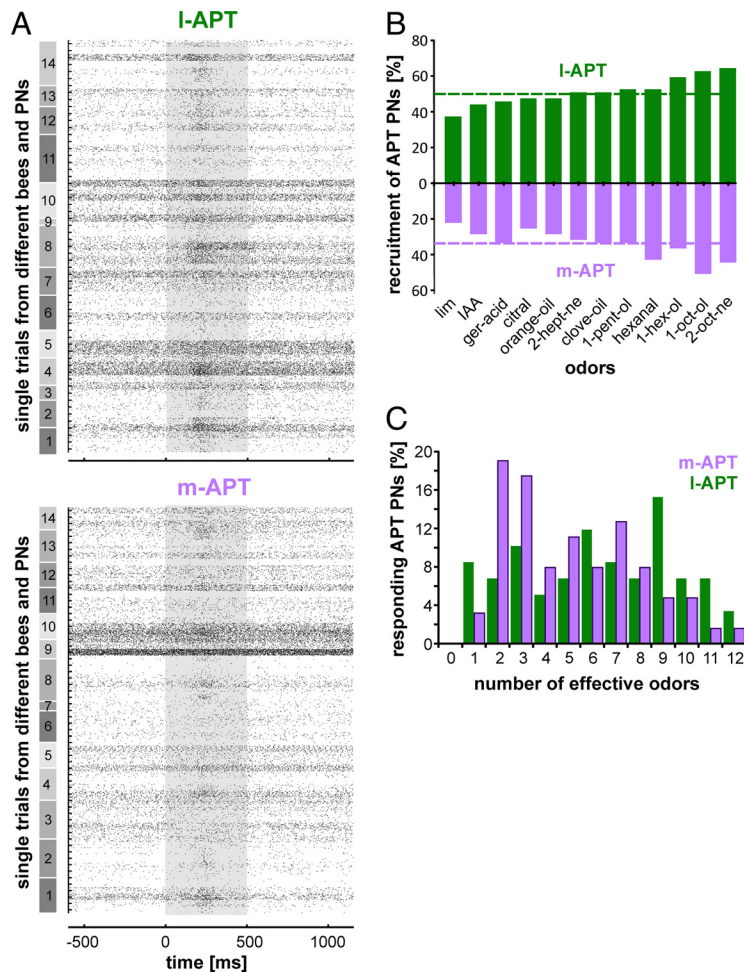 A
l-APT
single trials from different bees and PNs
14
13
12
11
10
9
8
7
6
5
4
3
2
1
m-APT
single trials from different bees and PNs
14
13
12
11
10
9
8
7
6
5
4
3
2
1
-500
0
500
1000
time [ms]
B
recruitment of APT PNs [%]
80
60
40
20
0
20
40
60
l-APT
m-APT
lim
IAA
ger-acid
citral
orange-oil
2-hept-ne
clove-oil
1-pent-ol
hexanal
1-hex-ol
1-oct-ol
2-oct-ne
odors
C
responding APT PNs [%]
20
16
12
8
4
0
m-APT
l-APT
0 1 2 3 4 5 6 7 8 9 10 11 12
number of effective odors